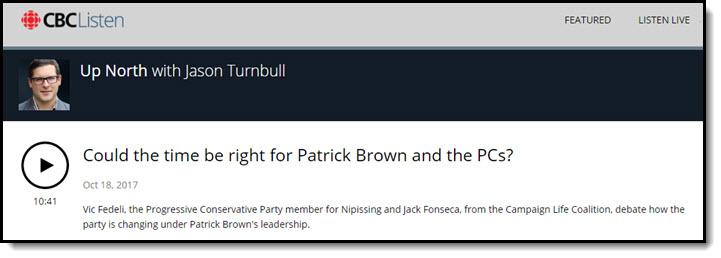 CBCListen
FEATURED
LISTEN LIVE
Up North with Jason Turnbull
Could the time be right for Patrick Brown and the PCs?
Oct 18, 2017
10:41
Vic Fedeli, the Progressive Conservative Party member for Nipissing and Jack Fonseca, from the Campaign Life Coalition, debate how the
party is changing under Patrick Brown's leadership.